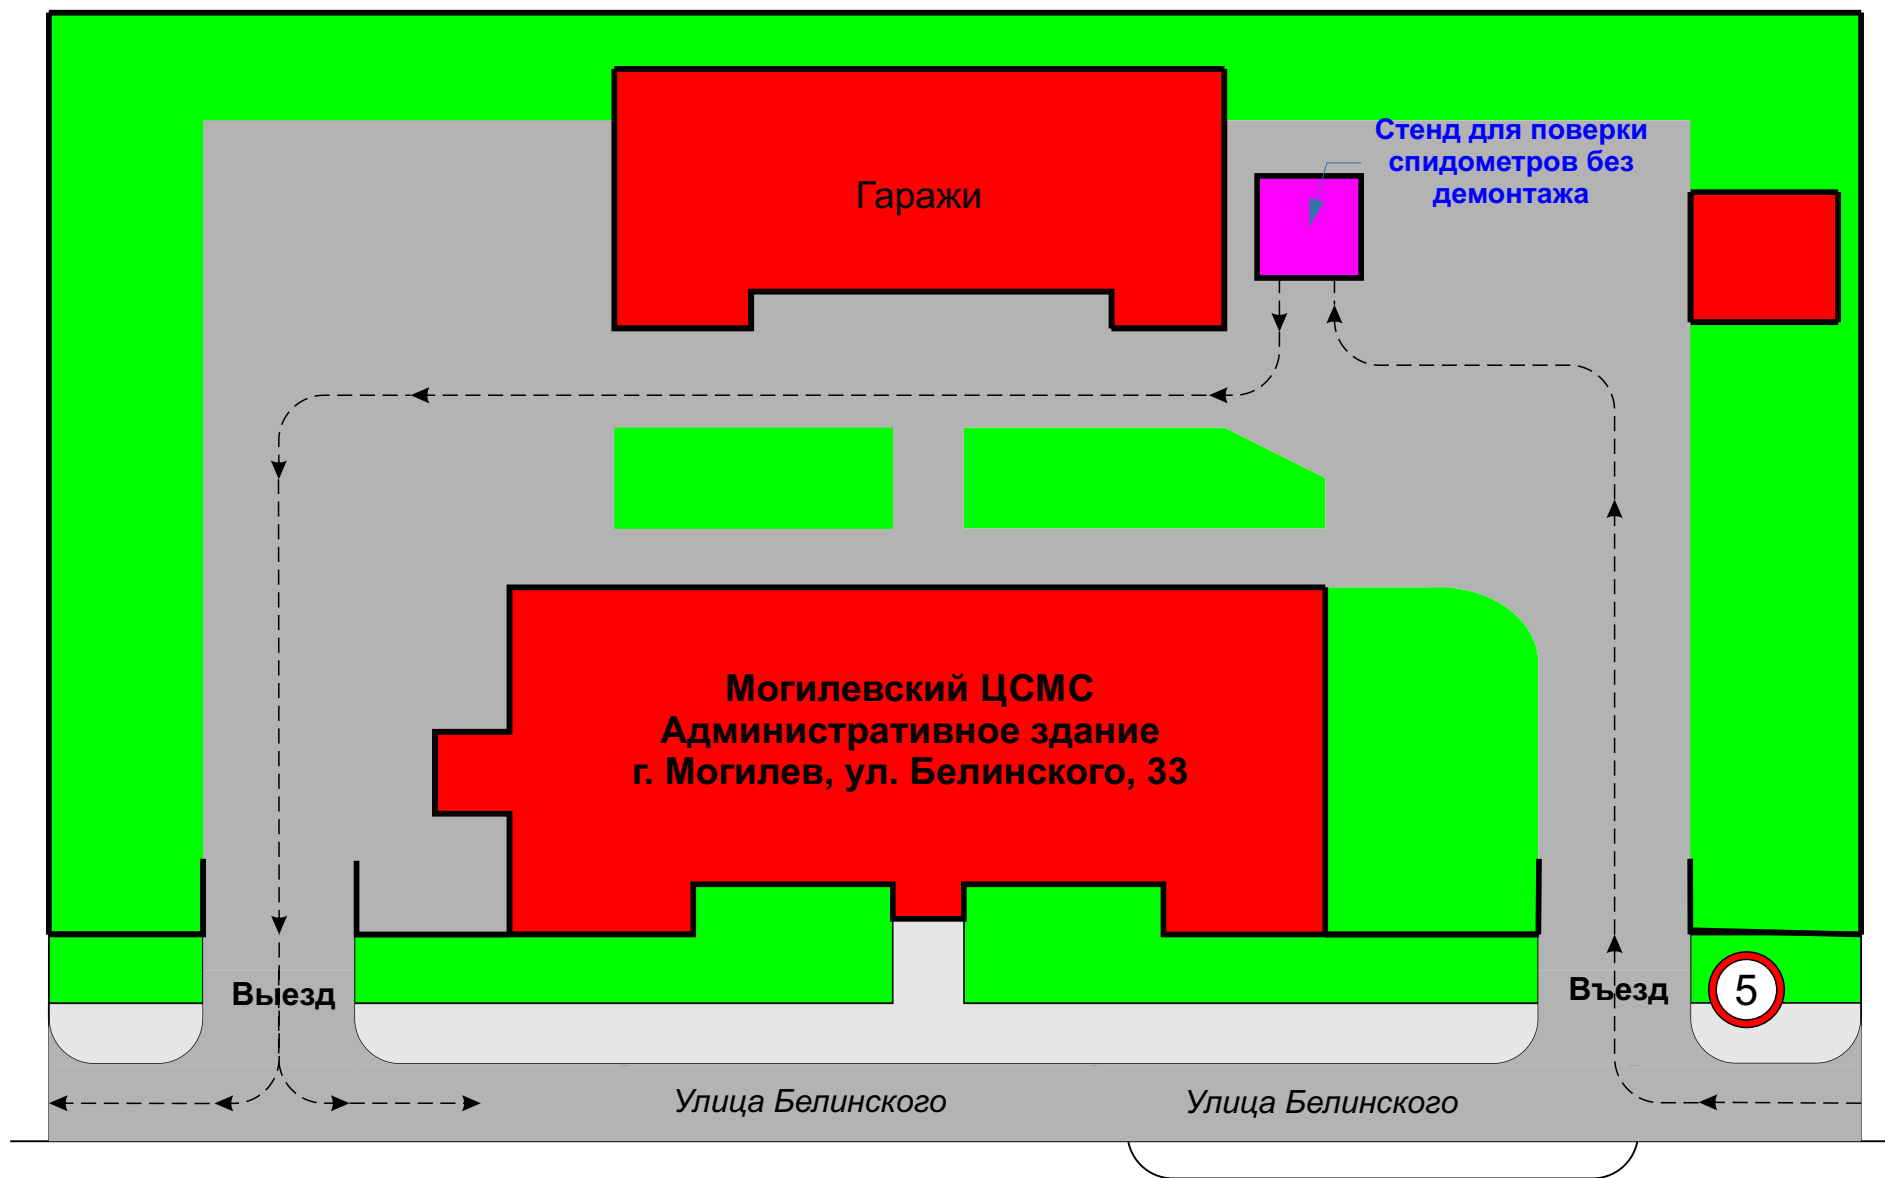 Стенд для поверки
спидометров без
демонтажа
Гаражи
Могилевский ЦСМС
Административное здание
г. Могилев, ул. Белинского, 33
Выезд
Въезд
5
Улица Белинского
Улица Белинского